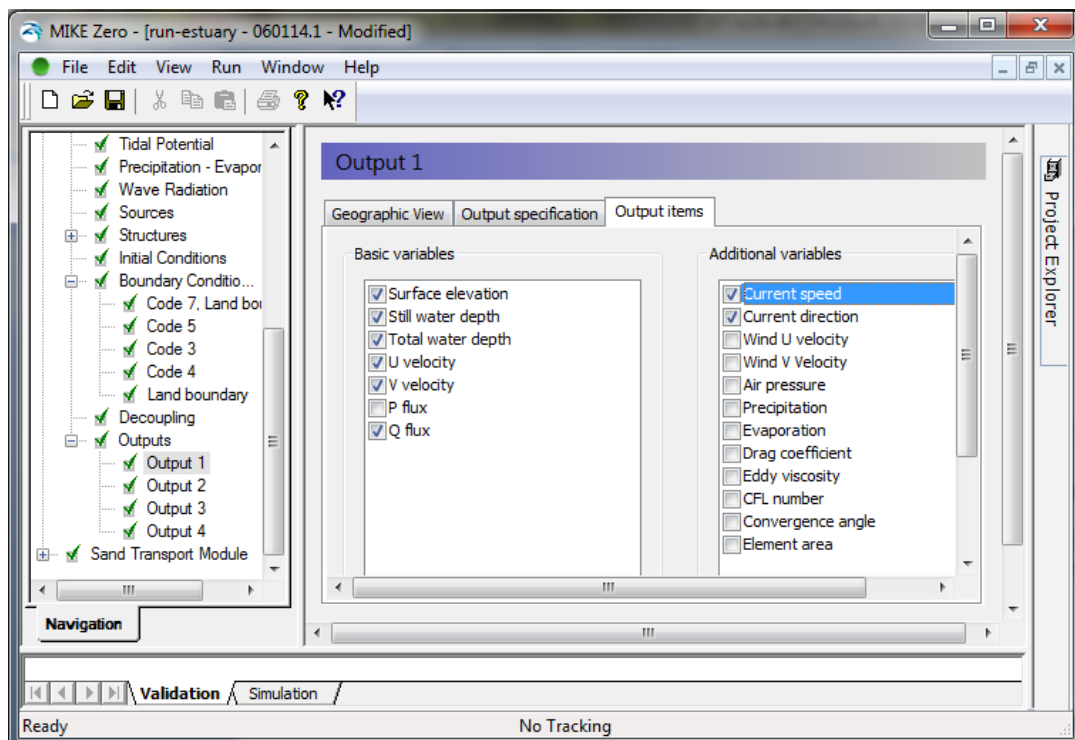 MIKE Zero - [run-estuary - 060114.1 - Modified]
File Edit View Run Window Help
Tidal Potential
Precipitation - Evapor
Wave Radiation
Sources
Structures
Initial Conditions
Boundary Conditio...
Code 7, Land bou
Code 5
Code 3
Code 4
Land boundary
Decoupling
Outputs
Output 1
Output 2
Output 3
Output 4
Sand Transport Module
Navigation
Output 1
Geographic View
Output specification
Output items
Basic variables
Surface elevation
Still water depth
Total water depth
U velocity
V velocity
P flux
Q flux
Additional variables
Current speed
Current direction
Wind U velocity
Wind V Velocity
Air pressure
Precipitation
Evaporation
Drag coefficient
Eddy viscosity
CFL number
Convergence angle
Element area
Project Explorer
Validation
Simulation
Ready
No Tracking